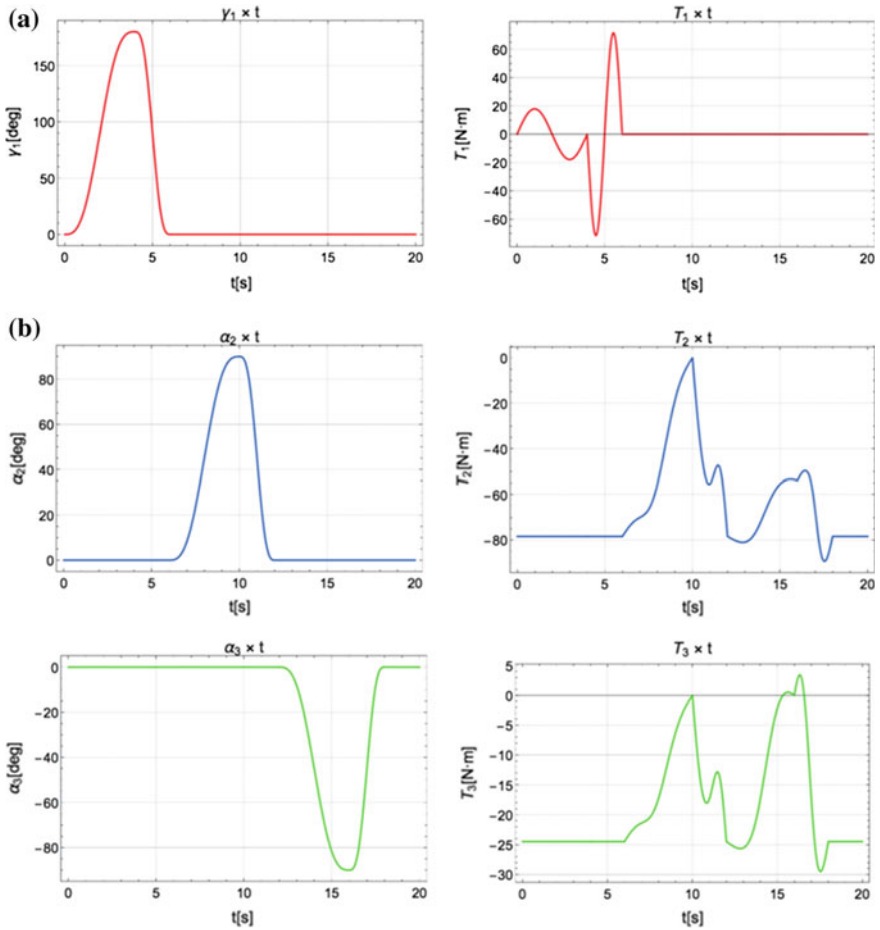 (a)
γ₁ × t
T₁ × t
150
100
50
0
γ₁[deg]
0 5 10 15 20
t[s]
60
40
20
0
−20
−40
−60
T₁[N·m]
0 5 10 15 20
t[s]
(b)
α₂ × t
T₂ × t
80
60
40
20
0
α₂[deg]
0 5 10 15 20
t[s]
0
−20
−40
−60
−80
T₂[N·m]
0 5 10 15 20
t[s]
α₃ × t
T₃ × t
0
−20
−40
−60
−80
α₃[deg]
0 5 10 15 20
t[s]
5
0
−5
−10
−15
−20
−25
−30
T₃[N·m]
0 5 10 15 20
t[s]